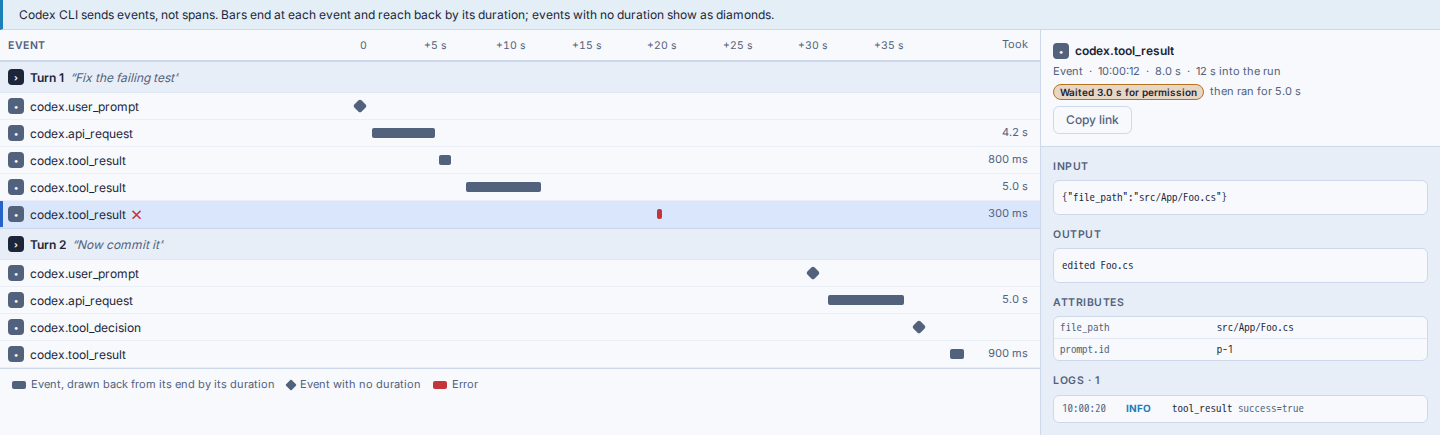 Codex CLI sends events, not spans. Bars end at each event and reach back by its duration; events with no duration show as diamonds.
EVENT 0 +5 s +10 s +15 s +20 s +25 s +30 s +35 s Took
Turn 1 “Fix the failing test’
codex.user_prompt
codex.api_request 4.2 s
codex.tool_result 800 ms
codex.tool_result 5.0 s
codex.tool_result 300 ms
Turn 2 “Now commit it’
codex.user_prompt
codex.api_request 5.0 s
codex.tool_decision
codex.tool_result 900 ms
Event, drawn back from its end by its duration Event with no duration Error
codex.tool_result
Event · 10:00:12 · 8.0 s · 12 s into the run
Waited 3.0 s for permission then ran for 5.0 s
Copy link
INPUT
{"file_path":"src/App/Foo.cs"}
OUTPUT
edited Foo.cs
ATTRIBUTES
file_path src/App/Foo.cs
prompt.id p-1
LOGS · 1
10:00:20 INFO tool_result success=true